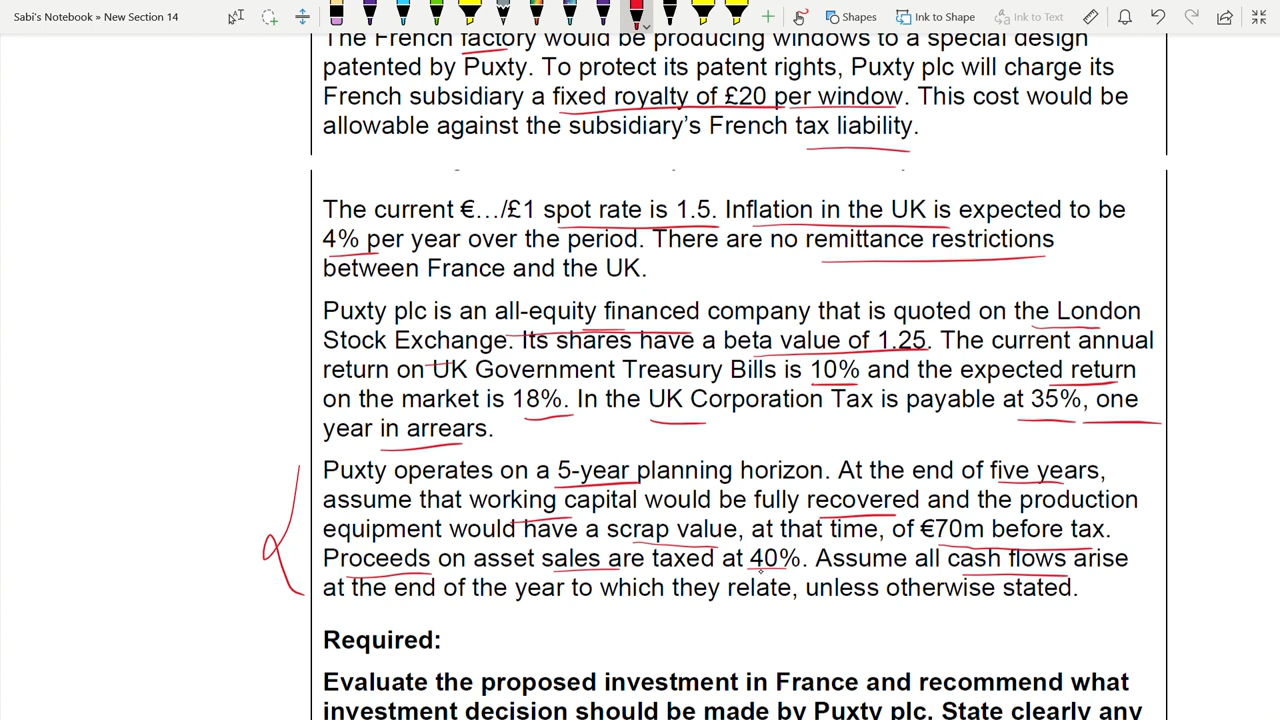 Sabi's Notebook » New Section 14
Shapes
Ink to Shape
Ink to Text
The French factory would be producing windows to a special design
patented by Puxty. To protect its patent rights, Puxty plc will charge its
French subsidiary a fixed royalty of £20 per window. This cost would be
allowable against the subsidiary's French tax liability.
The current €…/£1 spot rate is 1.5. Inflation in the UK is expected to be
4% per year over the period. There are no remittance restrictions
between France and the UK.
Puxty plc is an all-equity financed company that is quoted on the London
Stock Exchange. Its shares have a beta value of 1.25. The current annual
return on UK Government Treasury Bills is 10% and the expected return
on the market is 18%. In the UK Corporation Tax is payable at 35%, one
year in arrears.
Puxty operates on a 5-year planning horizon. At the end of five years,
assume that working capital would be fully recovered and the production
equipment would have a scrap value, at that time, of €70m before tax.
Proceeds on asset sales are taxed at 40%. Assume all cash flows arise
at the end of the year to which they relate, unless otherwise stated.
Required:
Evaluate the proposed investment in France and recommend what
investment decision should be made by Puxty plc. State clearly any